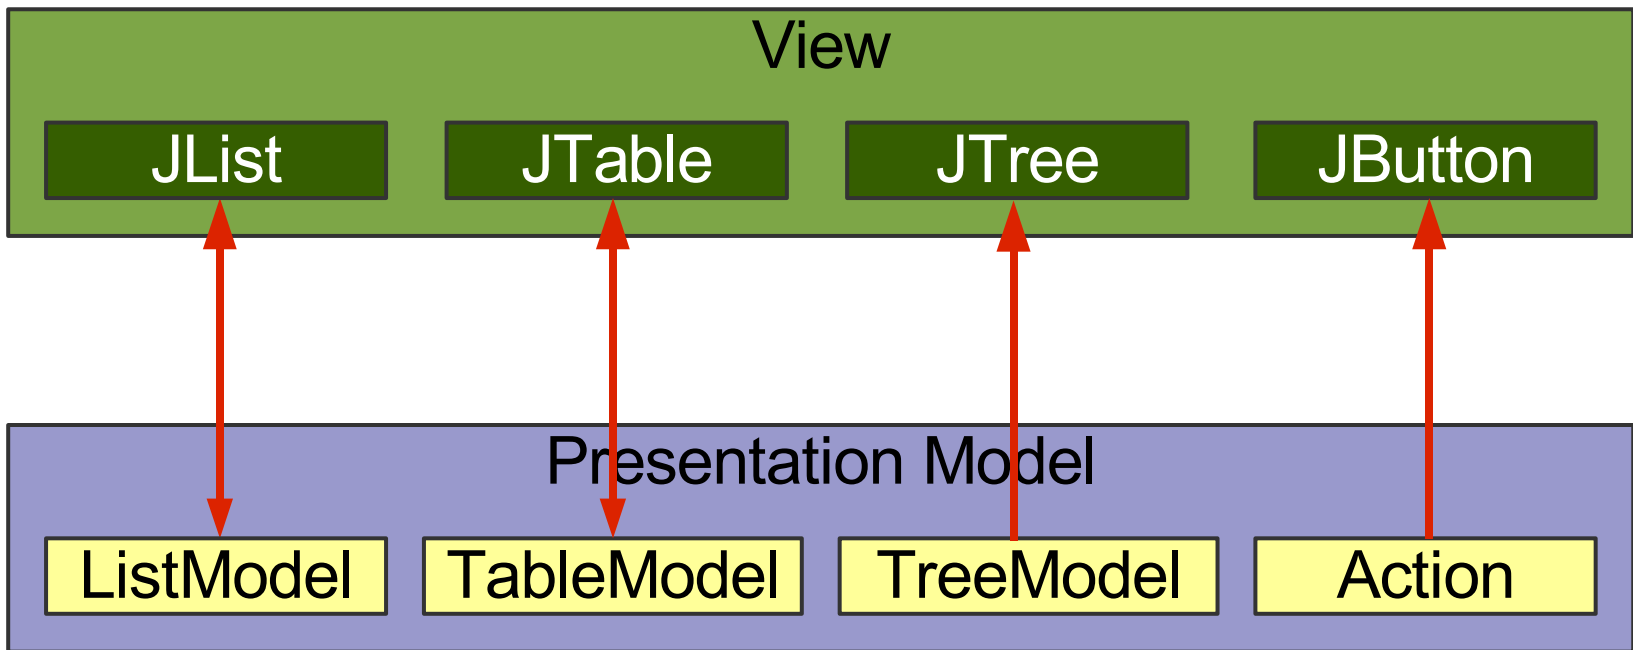 View
JList
JTable
JTree
JButton
Presentation Model
ListModel
TableModel
TreeModel
Action